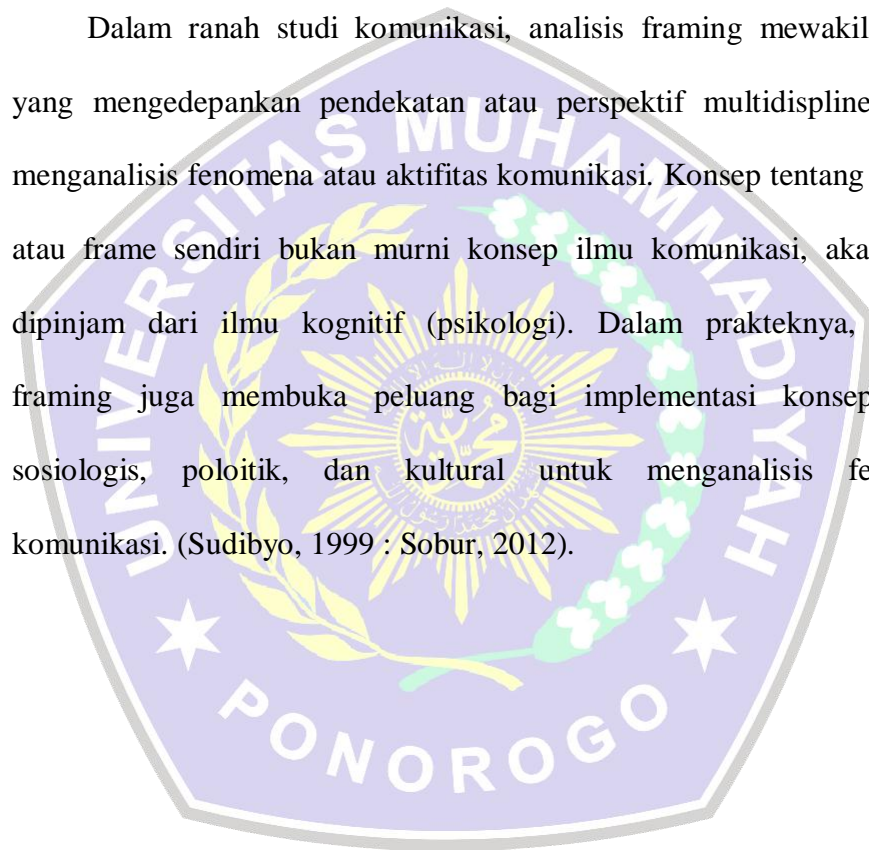 Dalam ranah studi komunikasi, analisis framing mewakil
yang mengedepankan pendekatan atau perspektif multidispline
menganalisis fenomena atau aktifitas komunikasi. Konsep tentang
atau frame sendiri bukan murni konsep ilmu komunikasi, aka
dipinjam dari ilmu kognitif (psikologi). Dalam prakteknya,
framing juga membuka peluang bagi implementasi konsep
sosiologis, poloitik, dan kultural untuk menganalisis fe
komunikasi. (Sudibyo, 1999 : Sobur, 2012).
UNIVERSITAS MUHAMMADIYAH
PONOROGO